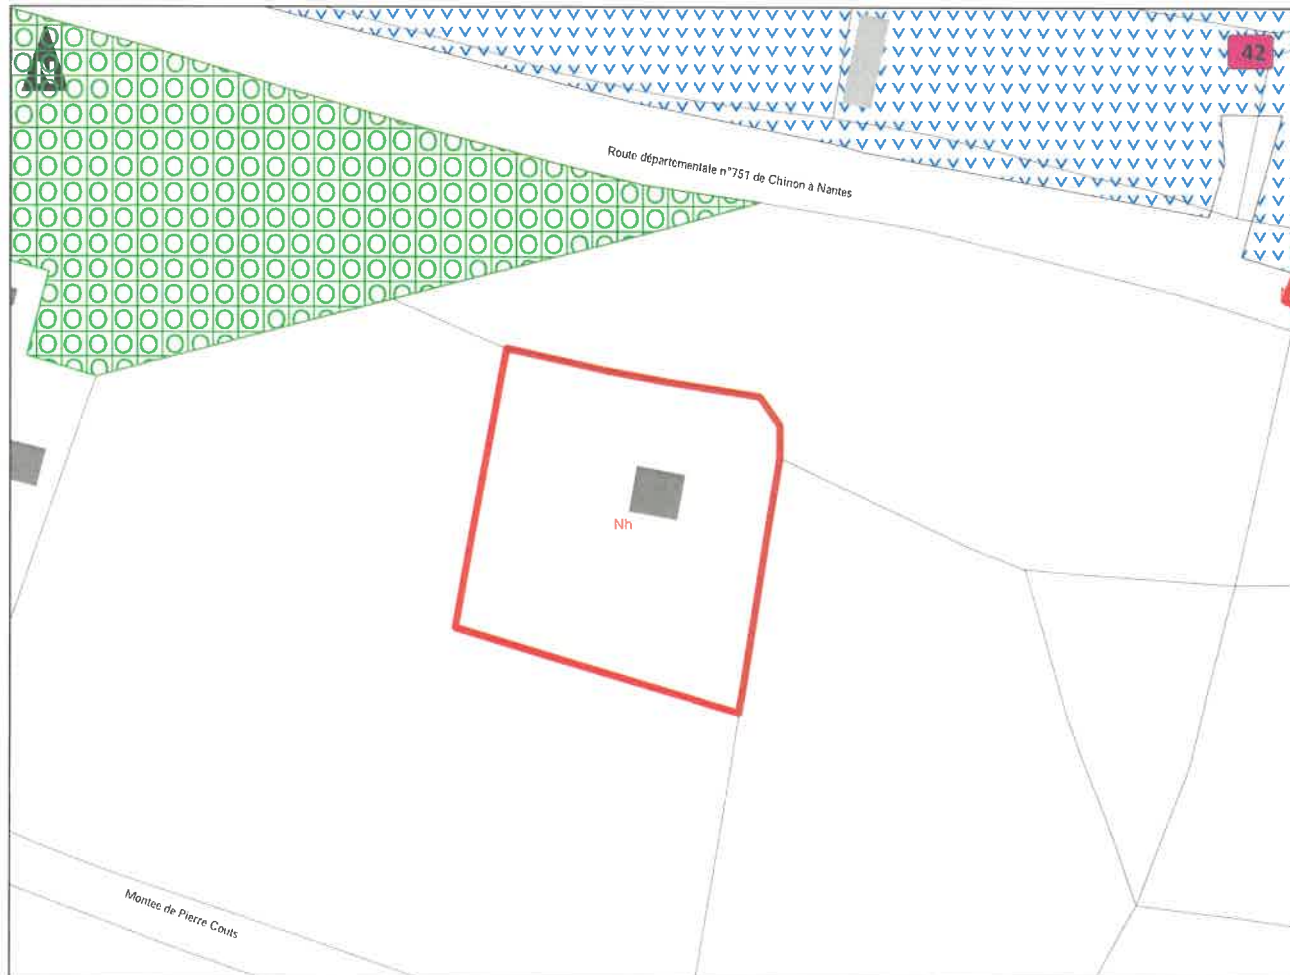 42
Route départementale n°751 de Chinon à Nantes
Nh
Montee de Pierre Couts